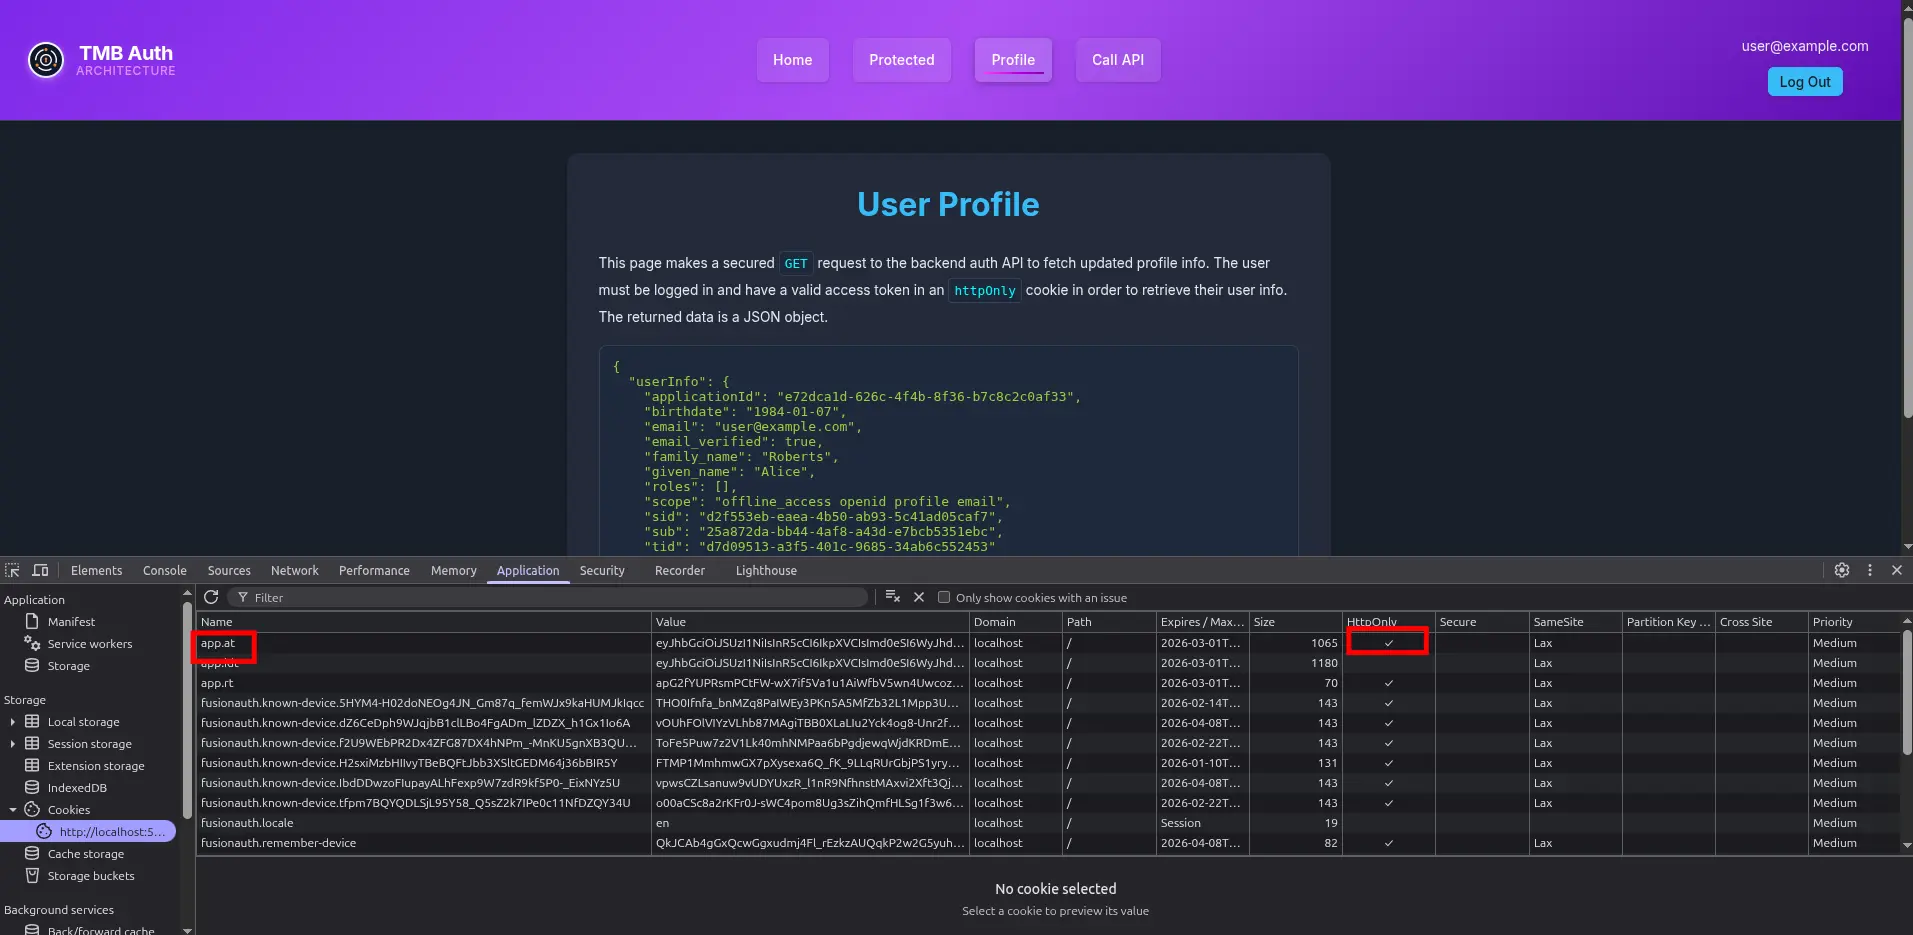 TMB Auth
ARCHITECTURE
Home
Protected
Profile
Call API
user@example.com
Log Out
User Profile
This page makes a secured GET request to the backend auth API to fetch updated profile info. The user
must be logged in and have a valid access token in an httpOnly cookie in order to retrieve their user info.
The returned data is a JSON object.
{
"userInfo": {
"applicationId": "e72dca1d-626c-4f4b-8f36-b7c8c2c0af33",
"birthdate": "1984-01-07",
"email": "user@example.com",
"email_verified": true,
"family_name": "Roberts",
"given_name": "Alice",
"roles": [],
"scope": "offline_access openid profile email",
"sid": "d2f553eb-eaea-4b50-ab93-5c41ad05caf7",
"sub": "25a872da-bb44-4af8-a43d-e7bcb5351ebc",
"tid": "d7d09513-a3f5-401c-9685-34ab6c552453"
Elements Console Sources Network Performance Memory Application Security Recorder Lighthouse
Application
Manifest
Service workers
Storage
Storage
Local storage
Session storage
Extension storage
IndexedDB
Cookies
http://localhost:5...
Cache storage
Storage buckets
Background services
Back/forward cache
Filter
Only show cookies with an issue
Name Value Domain Path Expires / Max... Size HttpOnly Secure SameSite Partition Key ... Cross Site Priority
app.at eyJhbGciOiJSUzI1NiIsInR5cCI6IkpXVCIsImd0eSI6WyJhd... localhost / 2026-03-01T... 1065 ✓ Lax Medium
app.idt eyJhbGciOiJSUzI1NiIsInR5cCI6IkpXVCIsImd0eSI6WyJhd... localhost / 2026-03-01T... 1180 Lax Medium
app.rt apG2fYUPRsmPCtFW-wX7if5Va1u1AiWfbV5wn4Uwcoz... localhost / 2026-03-01T... 70 ✓ Lax Medium
fusionauth.known-device.5HYM4-H02doNEOg4JN_Gm87q_femWJx9kaHUMJkIqcc THO0Ifnfa_bnMZq8PaIWEy3PKn5A5MfZb32L1Mpp3U... localhost / 2026-02-14T... 143 ✓ Lax Medium
fusionauth.known-device.dZ6CeDph9WJqjbB1clLBo4FgADm_lZDZX_h1Gx1Io6A vOUhFOlVIYzVLhb87MAgiTBB0XLaLIu2Yck4og8-Unr2f... localhost / 2026-04-08T... 143 ✓ Lax Medium
fusionauth.known-device.f2U9WEbPR2Dx4ZFG87DX4hNPm_-MnKU5gnXB3QU... ToFe5Puw7z2V1Lk40mhNMPaa6bPgdjewqWjdKRDmE... localhost / 2026-02-22T... 143 ✓ Lax Medium
fusionauth.known-device.H2sxiMzbHIIvyTBeBQFtJbb3XSltGEDM64j36bBIR5Y FTMP1MmhmwGX7pXysexa6Q_fK_9LLqRUrGbjPS1yry... localhost / 2026-01-10T... 131 ✓ Lax Medium
fusionauth.known-device.IbdDDwzoFIupayALhFexp9W7zdR9kf5P0-_EixNYz5U vpwsCZLsanuw9vUDYUxzR_l1nR9NfhnstMAxvi2Xft3Qj... localhost / 2026-04-08T... 143 ✓ Lax Medium
fusionauth.known-device.tfpm7BQYQDLSjL95Y58_Q5sZ2k7IPe0c11NfDZQY34U o00aCSc8a2rKFr0J-sWC4pom8Ug3sZihQmfHLSg1f3w6... localhost / 2026-02-22T... 143 ✓ Lax Medium
fusionauth.locale en localhost / Session 19 Medium
fusionauth.remember-device QkJCAb4gGxQcwGgxudmj4Fl_rEzkzAUQqkP2w2G5yuh... localhost / 2026-04-08T... 82 ✓ Lax Medium
No cookie selected
Select a cookie to preview its value